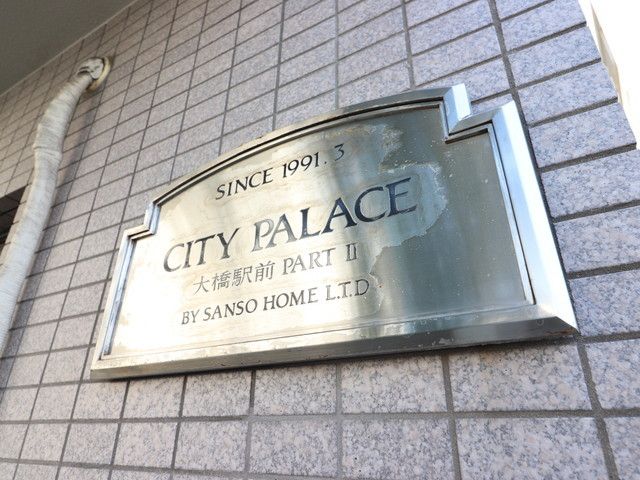 SINCE 1991.3
CITY PALACE
大橋駅前 PART II
BY SANSO HOME L.T.D